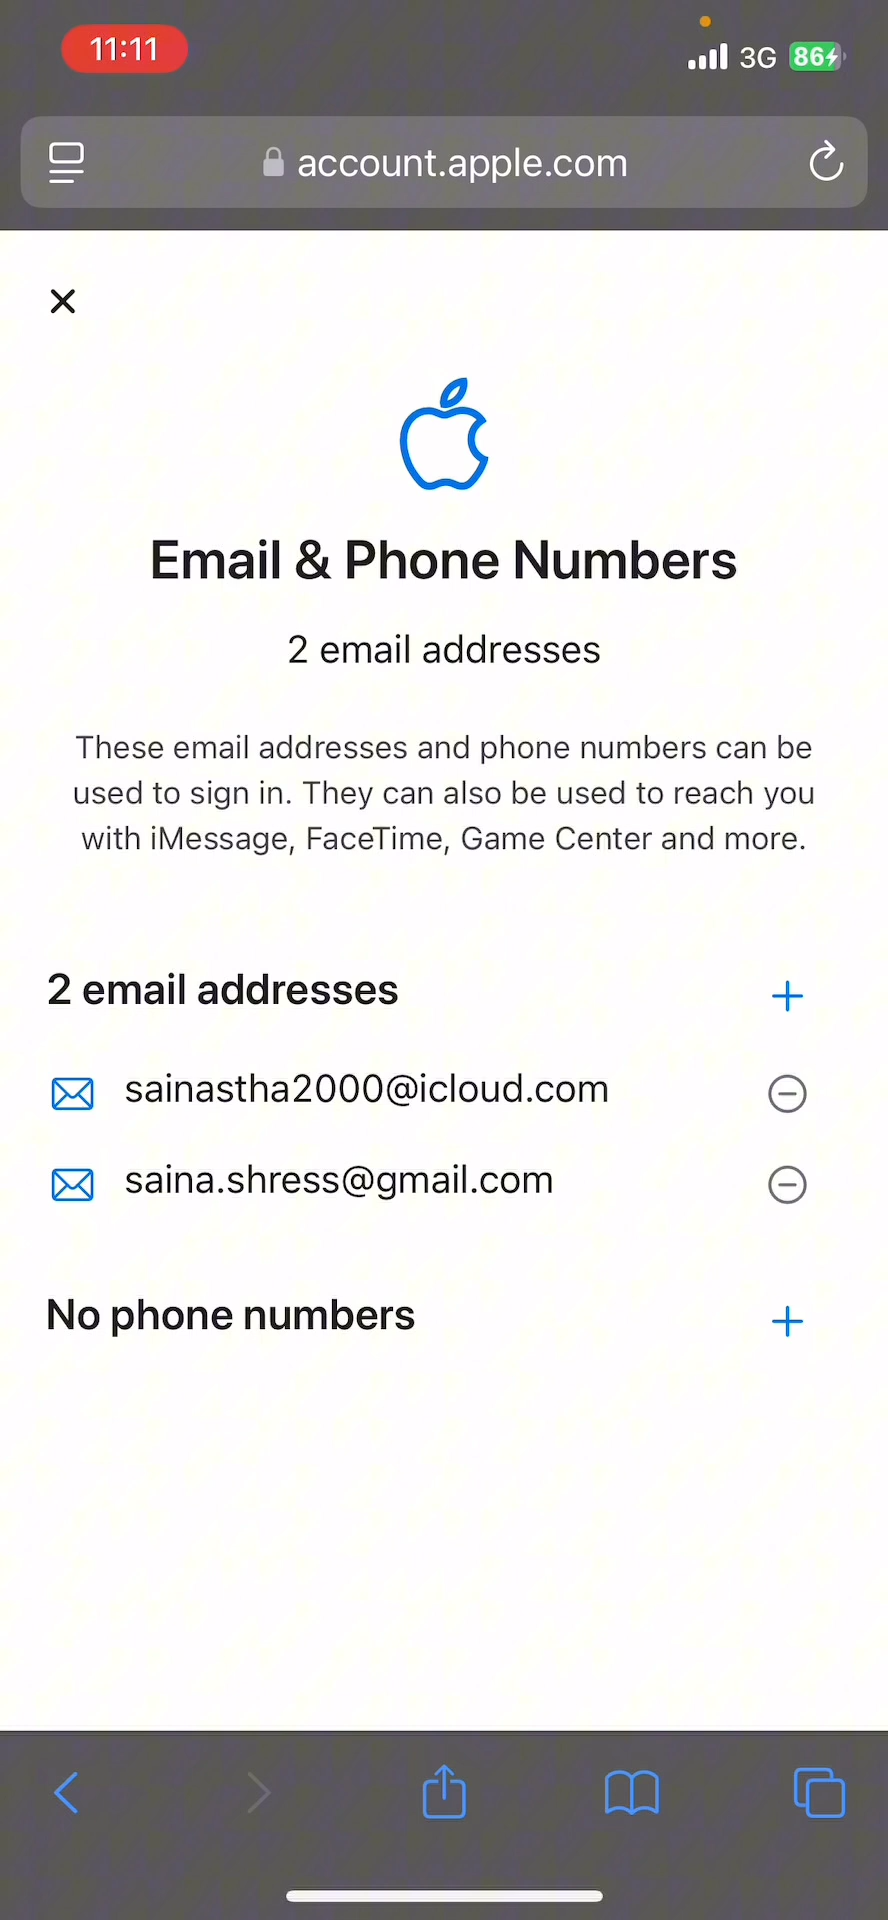 11:11
3G
86
account.apple.com
Email & Phone Numbers
2 email addresses
These email addresses and phone numbers can be
used to sign in. They can also be used to reach you
with iMessage, FaceTime, Game Center and more.
2 email addresses
sainastha2000@icloud.com
saina.shress@gmail.com
No phone numbers